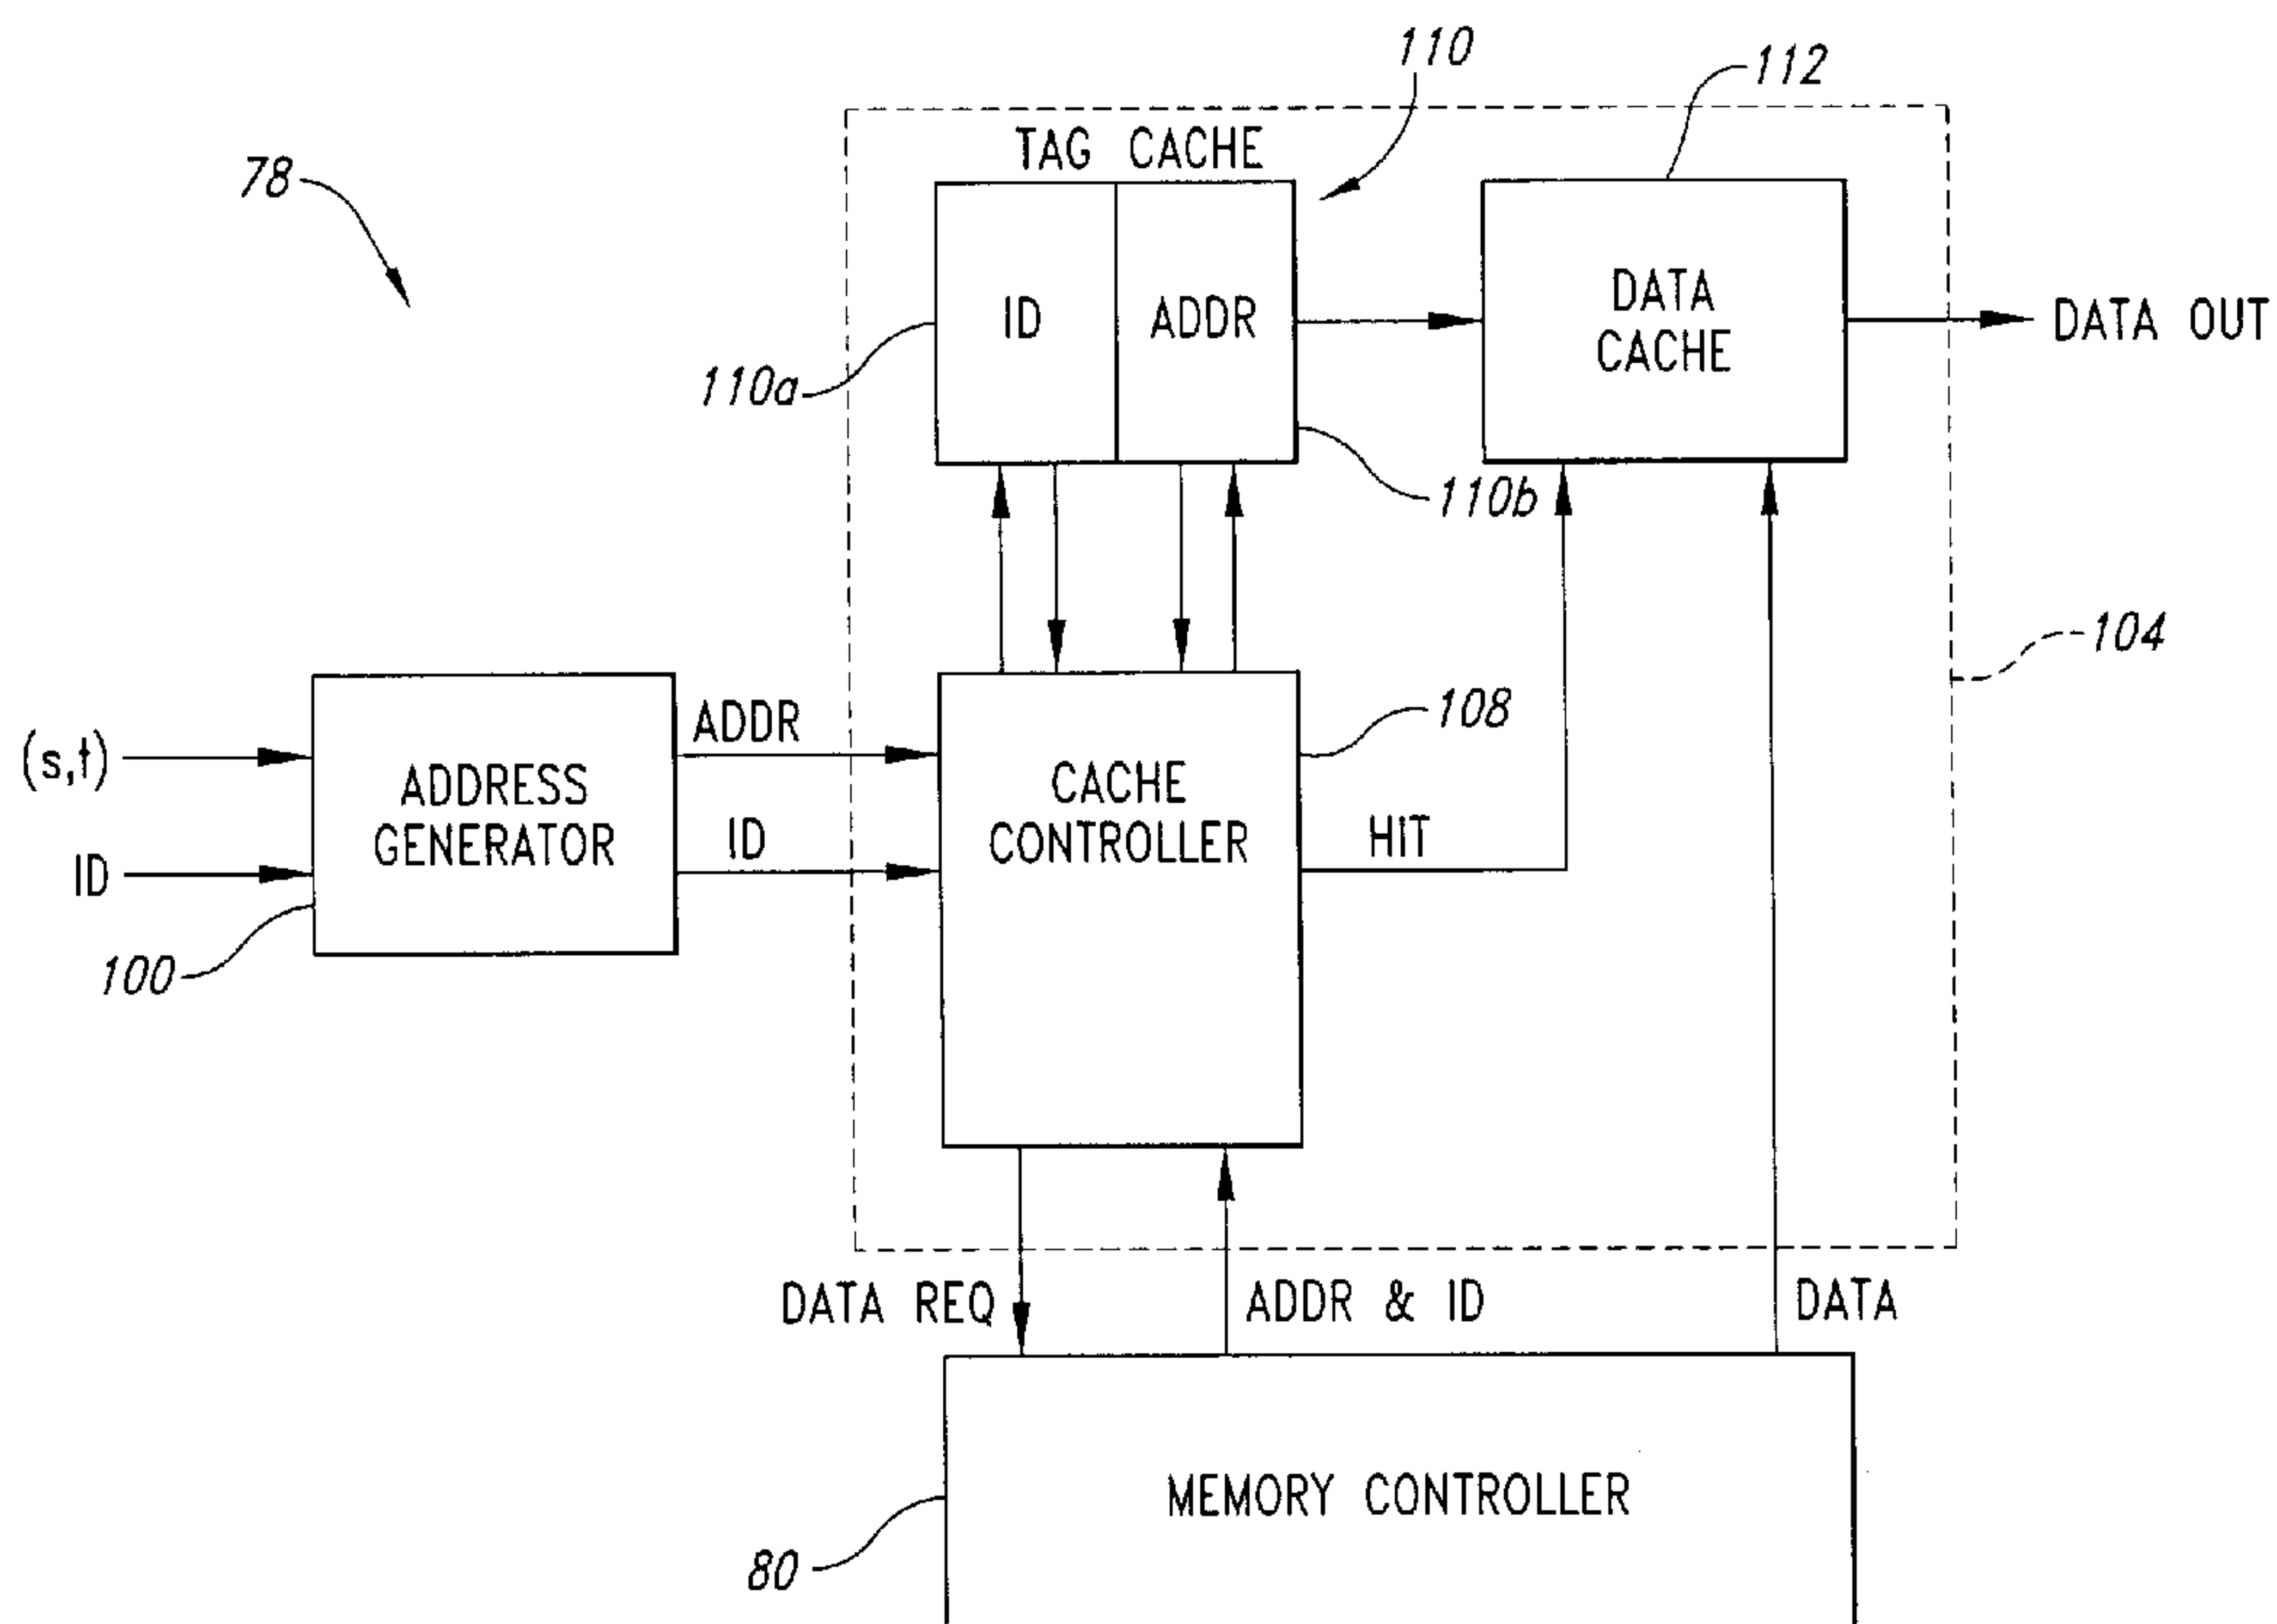 110
112
TAG CACHE
78
ID
ADDR
DATA
CACHE
DATA OUT
110a
110b
104
108
ADDR
(s,t)
ADDRESS
GENERATOR
CACHE
CONTROLLER
ID
HIT
ID
100
DATA REQ
ADDR & ID
DATA
MEMORY CONTROLLER
80